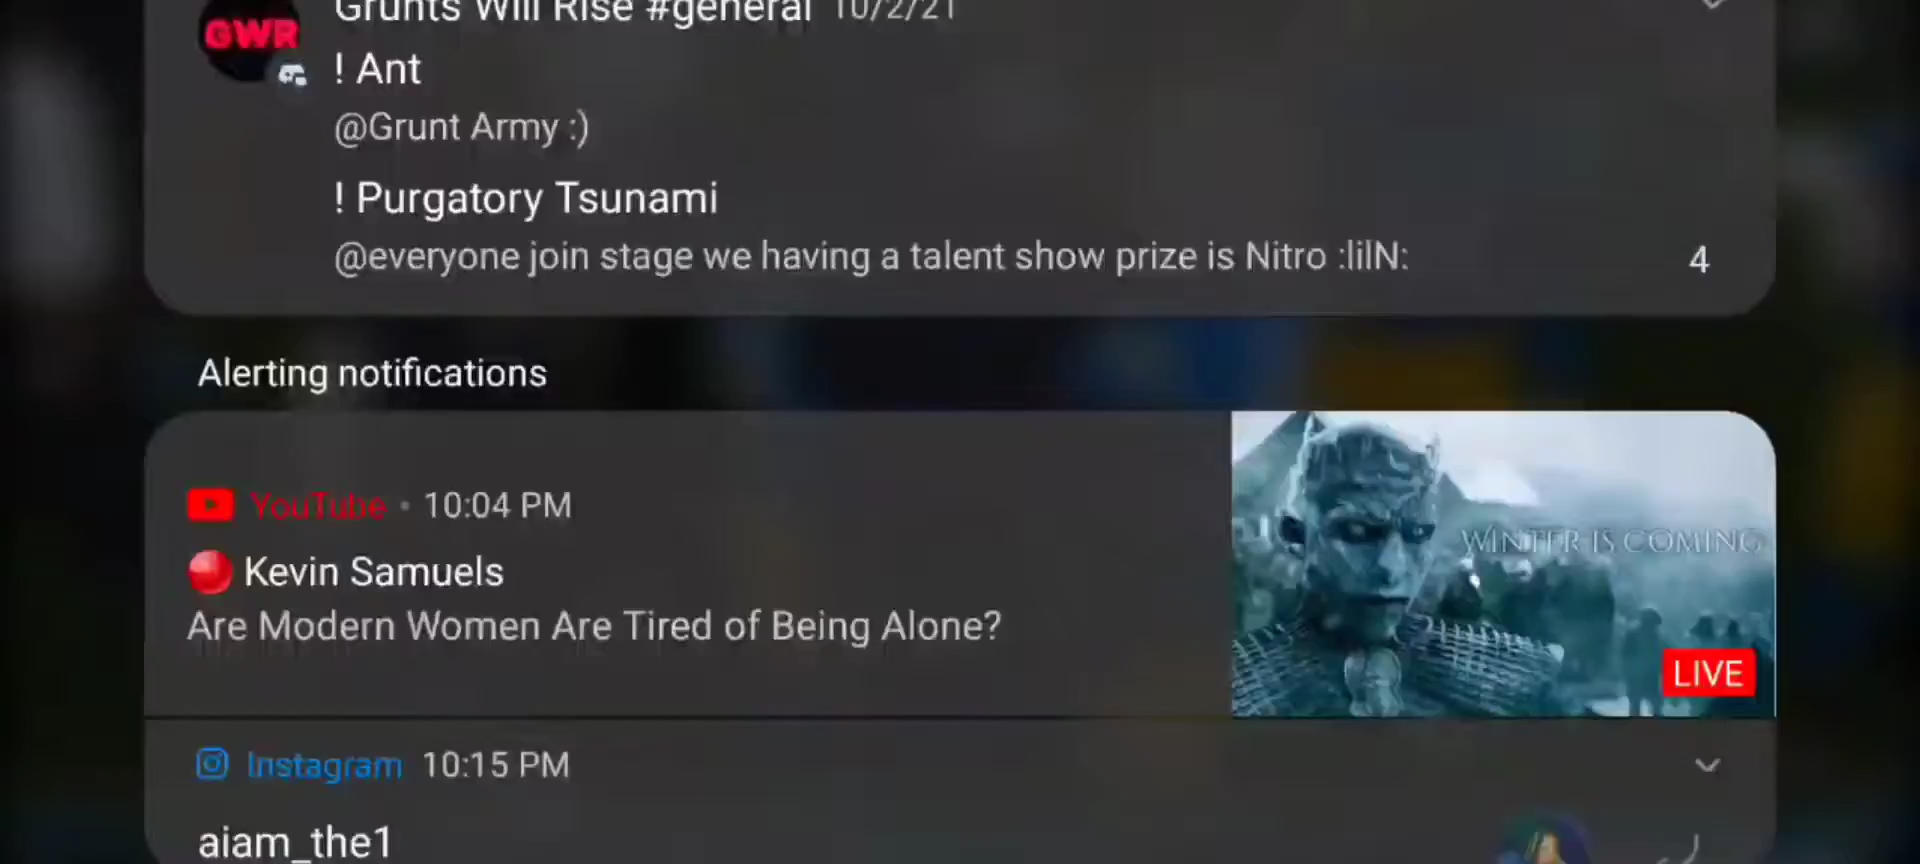 Grunts Will Rise #general 10/2/21
GWR
! Ant
@Grunt Army :)
! Purgatory Tsunami
@everyone join stage we having a talent show prize is Nitro :lilN:
4
Alerting notifications
YouTube • 10:04 PM
Kevin Samuels
Are Modern Women Are Tired of Being Alone?
WINTER IS COMING
LIVE
Instagram 10:15 PM
aiam_the1